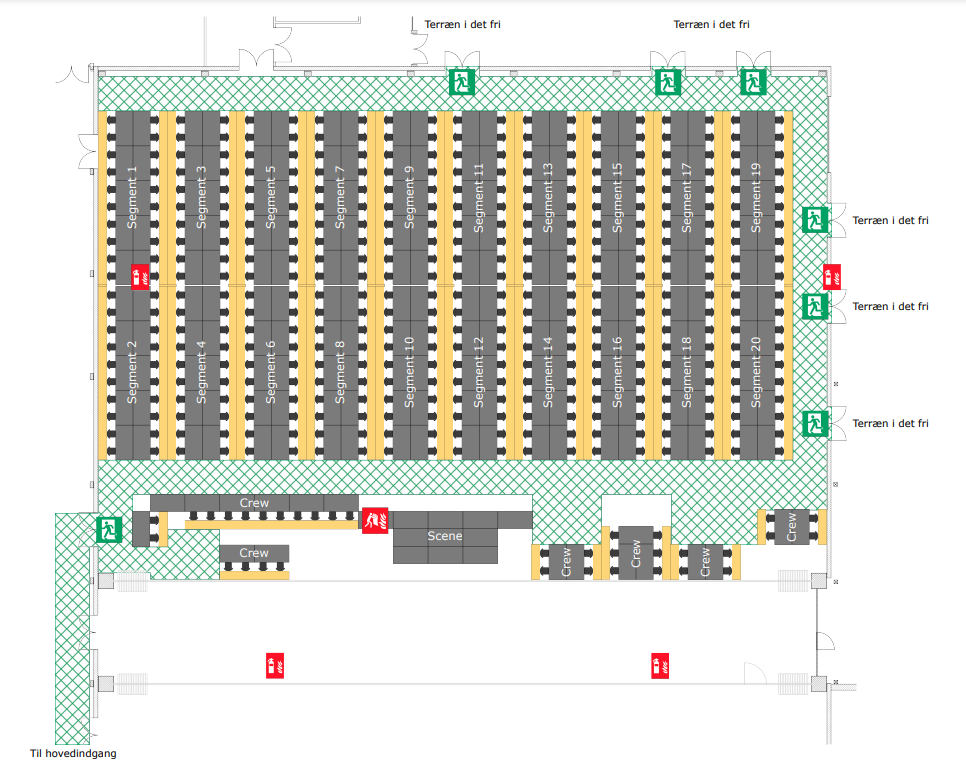 Terræn i det fri
Terræn i det fri
Segment 1
Segment 3
Segment 5
Segment 7
Segment 9
Segment 11
Segment 13
Segment 15
Segment 17
Segment 19
Terræn i det fri
Terræn i det fri
Segment 2
Segment 4
Segment 6
Segment 8
Segment 10
Segment 12
Segment 14
Segment 16
Segment 18
Segment 20
Terræn i det fri
Crew
Scene
Crew
Crew
Crew
Crew
Crew
Til hovedindgang